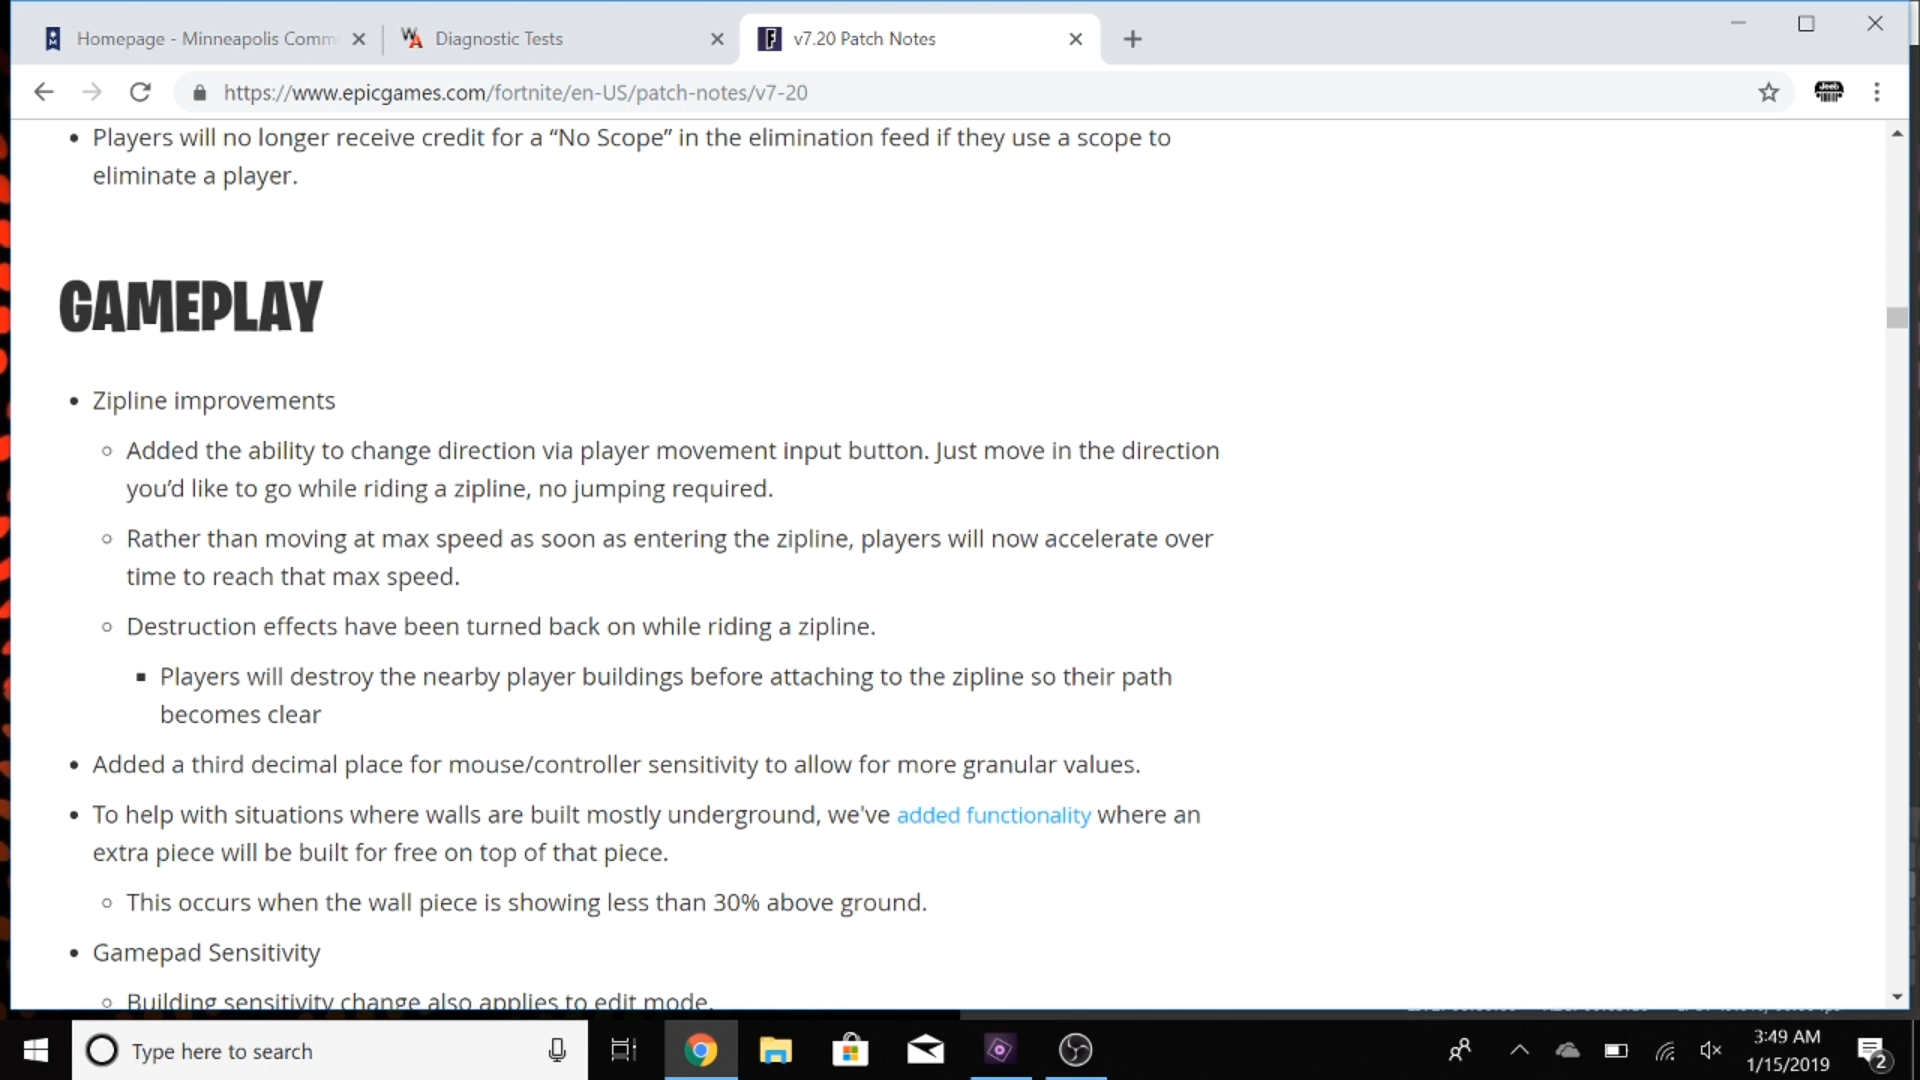 Homepage - Minneapolis Comm
Diagnostic Tests
v7.20 Patch Notes
https://www.epicgames.com/fortnite/en-US/patch-notes/v7-20
Players will no longer receive credit for a “No Scope” in the elimination feed if they use a scope to
eliminate a player.
GAMEPLAY
Zipline improvements
Added the ability to change direction via player movement input button. Just move in the direction
you’d like to go while riding a zipline, no jumping required.
Rather than moving at max speed as soon as entering the zipline, players will now accelerate over
time to reach that max speed.
Destruction effects have been turned back on while riding a zipline.
Players will destroy the nearby player buildings before attaching to the zipline so their path
becomes clear
Added a third decimal place for mouse/controller sensitivity to allow for more granular values.
To help with situations where walls are built mostly underground, we've added functionality where an
extra piece will be built for free on top of that piece.
This occurs when the wall piece is showing less than 30% above ground.
Gamepad Sensitivity
Building sensitivity change also applies to edit mode.
Type here to search
3:49 AM
1/15/2019
2